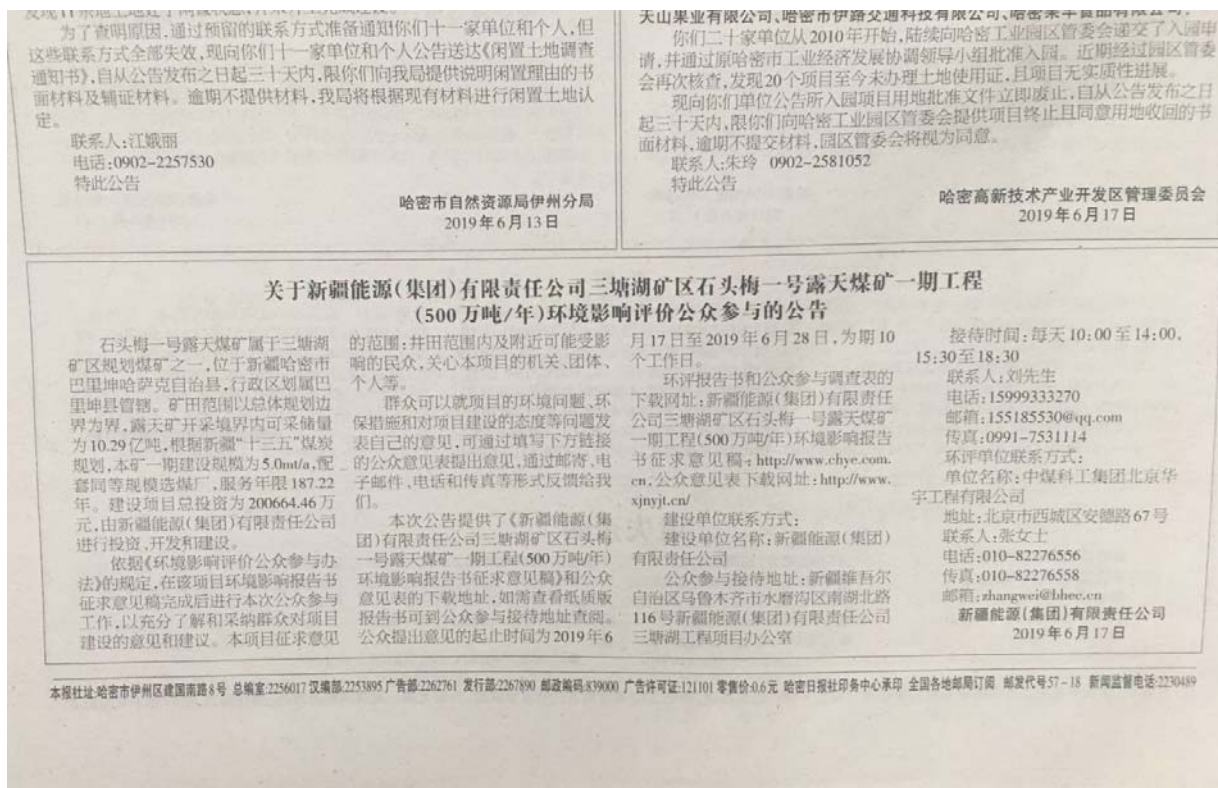 为了查明原因,通过预留的联系方式准备通知你们十一家单位和个人,但
这些联系方式全部失效,现向你们十一家单位和个人公告送达《闲置土地调查
通知书》,自从公告发布之日起三十天内,限你们向我局提供说明闲置理由的书
面材料及辅证材料。逾期不提供材料,我局将根据现有材料进行闲置土地认
定。
联系人:江娥丽
电话:0902-2257530
特此公告
哈密市自然资源局伊州分局
2019年6月13日
天山果业有限公司、哈密市伊路交通科技有限公司、
你们二十家单位从2010年开始,陆续向哈密工业园区管委会递交了入园申
请,并通过原哈密市工业经济发展协调领导小组批准入园。近期经过园区管委
会再次核查,发现20个项目至今未办理土地使用证,且项目无实质性进展。
现向你们单位公告所入园项目用地批准文件立即废止,自从公告发布之日
起三十天内,限你们向哈密工业园区管委会提供项目终止且同意用地收回的书
面材料,逾期不提交材料,园区管委会将视为同意。
联系人:朱玲 0902-2581052
特此公告
哈密高新技术产业开发区管理委员会
2019年6月17日
关于新疆能源(集团)有限责任公司三塘湖矿区石头梅一号露天煤矿一期工程
(500万吨/年)环境影响评价公众参与的公告
石头梅一号露天煤矿属于三塘湖
矿区规划煤矿之一,位于新疆哈密市
巴里坤哈萨克自治县,行政区划属巴
里坤县管辖。矿田范围以总体规划边
界为界,露天矿开采境界内可采储量
为10.29亿吨,根据新疆“十三五”煤炭
规划,本矿一期建设规模为5.0mt/a,配
套同等规模选煤厂,服务年限187.22
年。建设项目总投资为200664.46万
元,由新疆能源(集团)有限责任公司
进行投资、开发和建设。
依据《环境影响评价公众参与办
法》的规定,在该项目环境影响报告书
征求意见稿完成后进行本次公众参与
工作,以充分了解和采纳群众对项目
建设的意见和建议。本项目征求意见
的范围:井田范围内及附近可能受影
响的民众,关心本项目的机关、团体、
个人等。
群众可以就项目的环境问题、环
保措施和对项目建设的态度等问题发
表自己的意见,可通过填写下方链接
的公众意见表提出意见,通过邮寄、电
子邮件、电话和传真等形式反馈给我
们。
本次公告提供了《新疆能源(集
团)有限责任公司三塘湖矿区石头梅
一号露天煤矿一期工程(500万吨/年)
环境影响报告书征求意见稿》和公众
意见表的下载地址,如需查看纸质版
报告书可到公众参与接待地址查阅。
公众提出意见的起止时间为2019年6
月17日至2019年6月28日,为期10
个工作日。
环评报告书和公众参与调查表的
下载网址:新疆能源(集团)有限责任
公司三塘湖矿区石头梅一号露天煤矿
一期工程(500万吨/年)环境影响报告
书征求意见稿:http://www.chye.com.
cn,公众意见表下载网址:http://www.
xjnyjt.cn/
建设单位联系方式:
建设单位名称:新疆能源(集团)
有限责任公司
公众参与接待地址:新疆维吾尔
自治区乌鲁木齐市水磨沟区南湖北路
116号新疆能源(集团)有限责任公司
三塘湖工程项目办公室
接待时间:每天10:00至14:00,
15:30至18:30
联系人:刘先生
电话:15999333270
邮箱:155185530@qq.com
传真:0991-7531114
环评单位联系方式:
单位名称:中煤科工集团北京华
宇工程有限公司
地址:北京市西城区安德路67号
联系人:张女士
电话:010-82276556
传真:010-82276558
邮箱:zhangwei@bhec.cn
新疆能源(集团)有限责任公司
2019年6月17日
本报社址:哈密市伊州区建国南路8号 总编室:2256017 汉编部:2253895 广告部:2262761 发行部:2267890 邮政编码:839000 广告许可证:121101 零售价:0.6元 哈密日报社印务中心承印 全国各地邮局订阅 邮发代号57-18 新闻监督电话:2230489